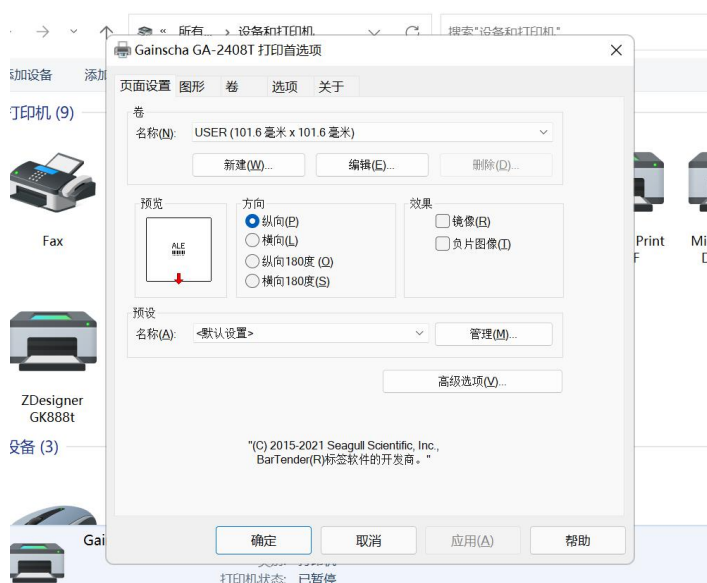 « 所有... › 设备和打印机
搜索"设备和打印机"
Gainscha GA-2408T 打印首选项
添加设备 添加
页面设置 图形 卷 选项 关于
打印机 (9)
卷
名称(N): USER (101.6 毫米 x 101.6 毫米)
新建(W)... 编辑(E)... 删除(D)...
预览 方向 效果
纵向(P) 镜像(R)
横向(L) 负片图像(T)
纵向180度 (O)
横向180度(S)
ALE
Fax
Print
F
Mi
预设
名称(A): <默认设置> 管理(M)...
高级选项(V)...
ZDesigner
GK888t
设备 (3)
"(C) 2015-2021 Seagull Scientific, Inc.,
BarTender(R)标签软件的开发商。"
Gai
确定 取消 应用(A) 帮助
打印机状态: 已暂停